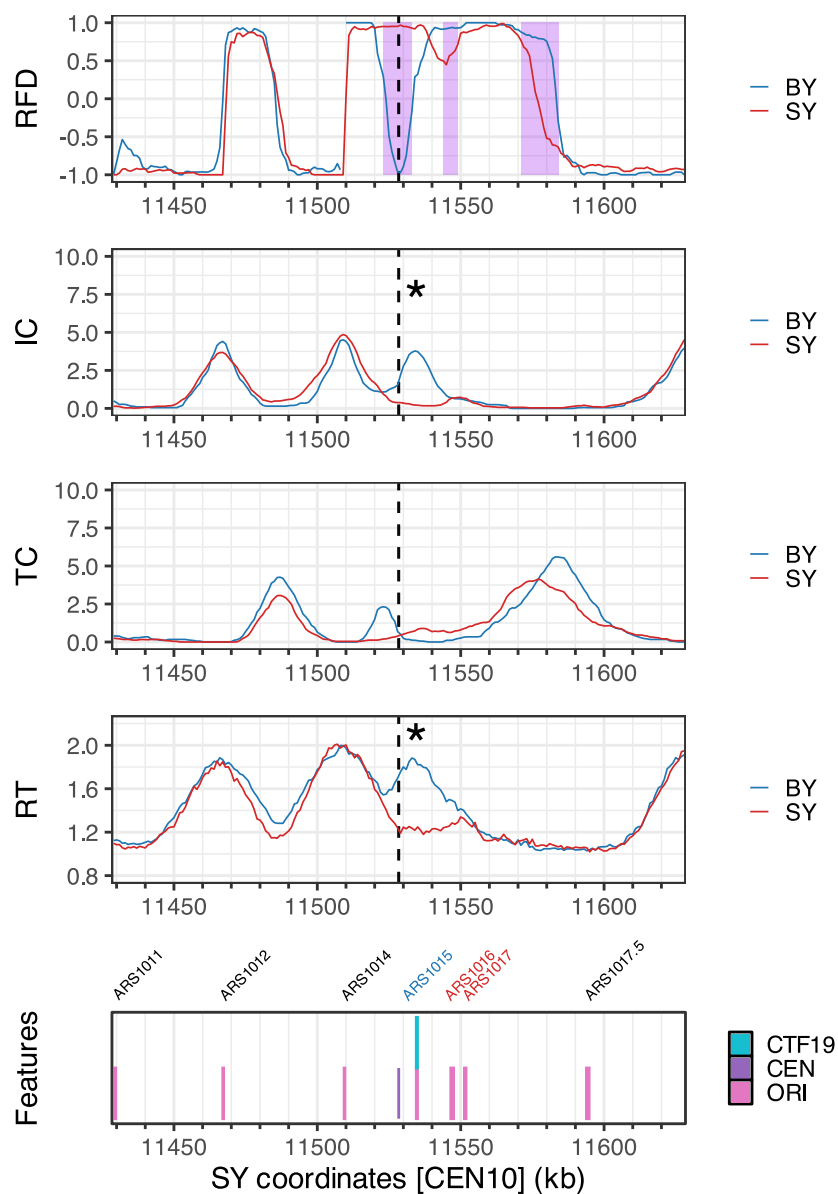 RFD
1.0
0.5
0.0
-0.5
-1.0
11450 11500 11550 11600
BY
SY
IC
10.0
7.5
5.0
2.5
0.0
*
11450 11500 11550 11600
BY
SY
TC
10.0
7.5
5.0
2.5
0.0
11450 11500 11550 11600
BY
SY
RT
2.0
1.6
1.2
0.8
*
11450 11500 11550 11600
BY
SY
ARS1011
ARS1012
ARS1014
ARS1015
ARS1016
ARS1017
ARS1017.5
Features
11450 11500 11550 11600
SY coordinates [CEN10] (kb)
CTF19
CEN
ORI